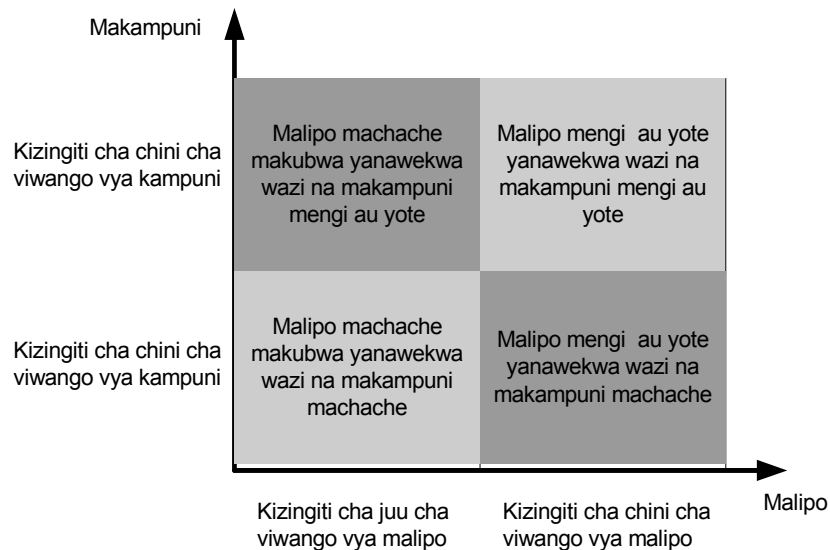 Makampuni
Kizingiti cha chini cha
viwango vya kampuni
Malipo machache
makubwa yanawekwa
wazi na makampuni
mengi au yote
Malipo mengi  au yote
yanawekwa wazi na
makampuni mengi au
yote
Kizingiti cha chini cha
viwango vya kampuni
Malipo machache
makubwa yanawekwa
wazi na makampuni
machache
Malipo mengi  au yote
yanawekwa wazi na
makampuni machache
Kizingiti cha juu cha
viwango vya malipo
Kizingiti cha chini cha
viwango vya malipo
Malipo